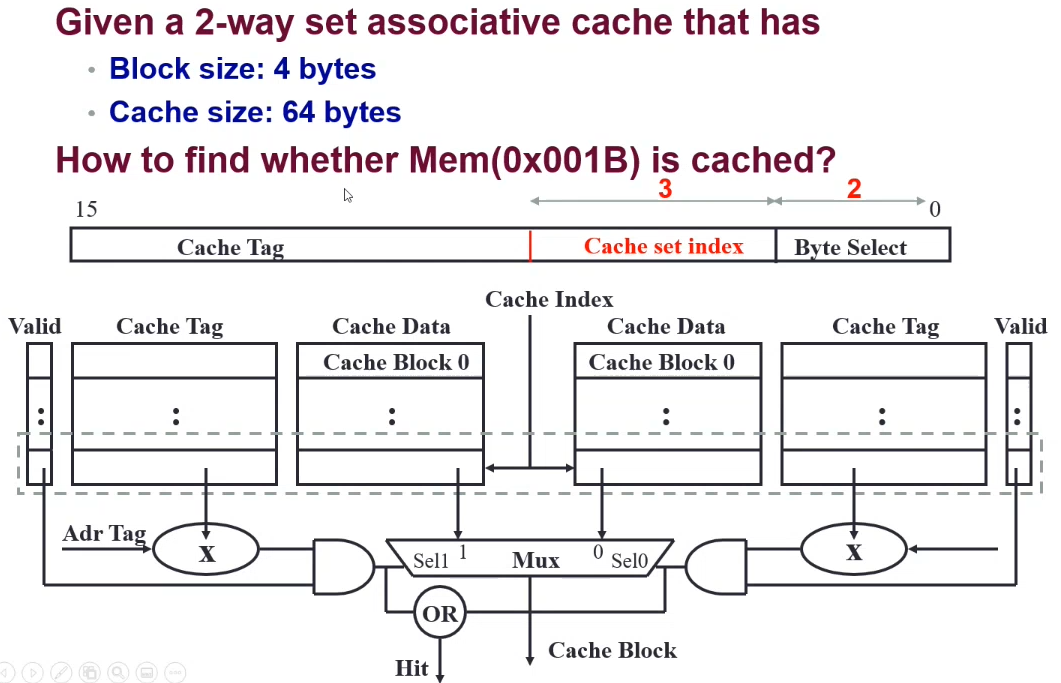 Given a 2-way set associative cache that has
• Block size: 4 bytes
• Cache size: 64 bytes
How to find whether Mem(0x001B) is cached?
3 2
15 0
Cache Tag Cache set index Byte Select
Cache Index
Valid Cache Tag Cache Data Cache Data Cache Tag Valid
Cache Block 0 Cache Block 0
: : : : : :
Adr Tag
X X
Sel1 1 Mux 0 Sel0
OR
Cache Block
Hit